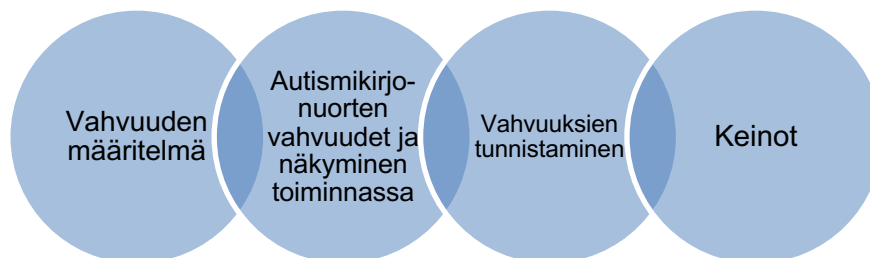 Vahvuuden
määritelmä
Autismikirjo-
nuorten
vahvuudet ja
näkyminen
toiminnassa
Vahvuuksien
tunnistaminen
Keinot